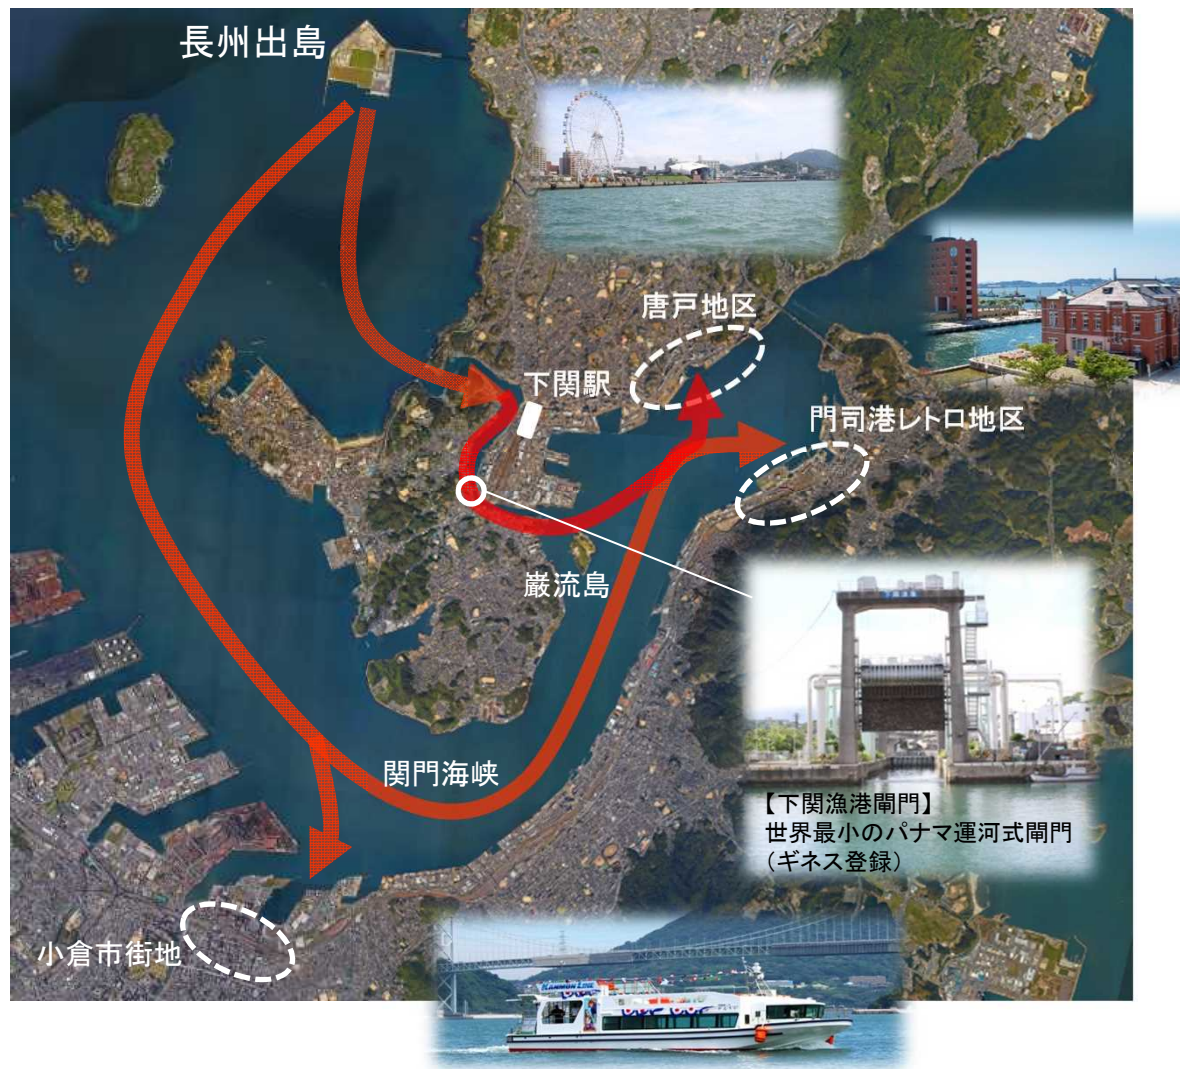 長州出島
唐戸地区
下関駅
門司港レトロ地区
巌流島
関門海峡
【下関漁港閘門】
世界最小のパナマ運河式閘門
(ギネス登録)
小倉市街地
KANMON LINE